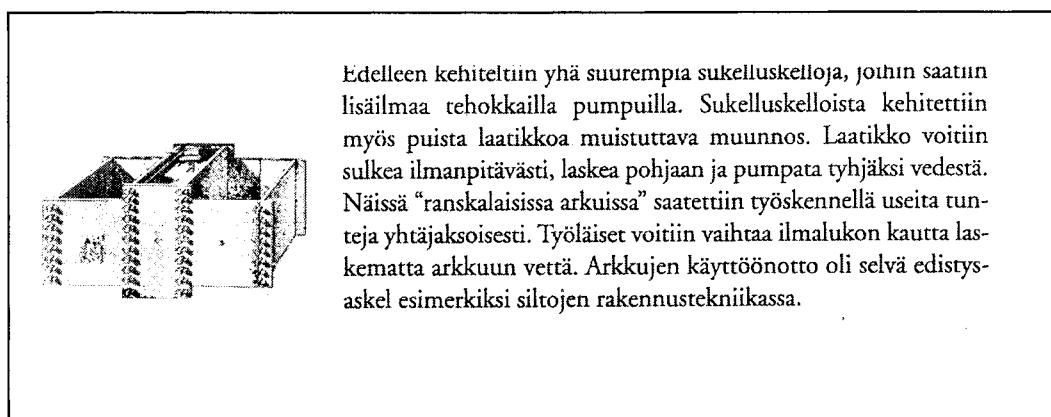 Edelleen kehiteltiin yhä suurempia sukelluskelloja, joihin saatiin
lisäilmaa tehokkailla pumpuilla. Sukelluskelloista kehitettiin
myös puista laatikkoa muistuttava muunnos. Laatikko voitiin
sulkea ilmanpitävästi, laskea pohjaan ja pumpata tyhjäksi vedestä.
Näissä “ranskalaisissa arkuissa” saatettiin työskennellä useita tun-
teja yhtäjaksoisesti. Työläiset voitiin vaihtaa ilmalukon kautta las-
kematta arkkuun vettä. Arkkujen käyttöönotto oli selvä edistys-
askel esimerkiksi siltojen rakennustekniikassa.